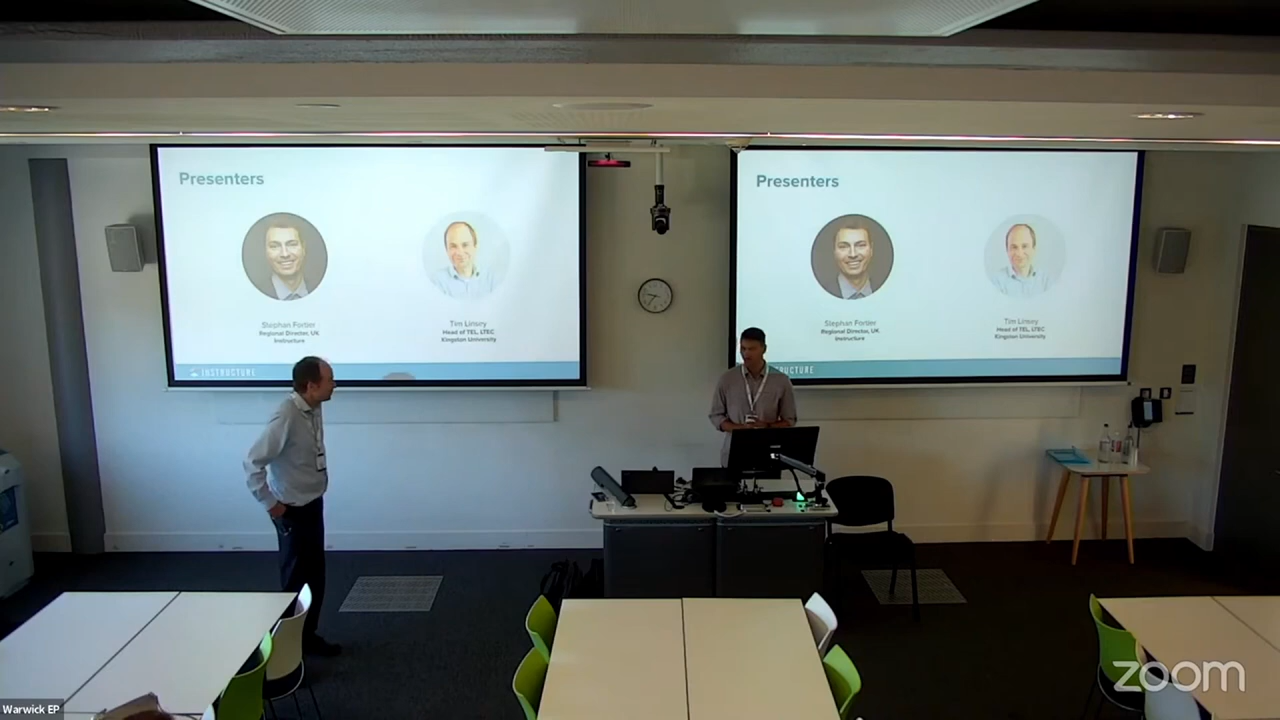 Presenters
Stephan Fortier
Regional Director, UK
Instructure
Tim Linsey
Head of TEL, LTEC
Kingston University
INSTRUCTURE
Presenters
Stephan Fortier
Regional Director, UK
Instructure
Tim Linsey
Head of TEL, LTEC
Kingston University
RUCTURE
Warwick EP
zoom